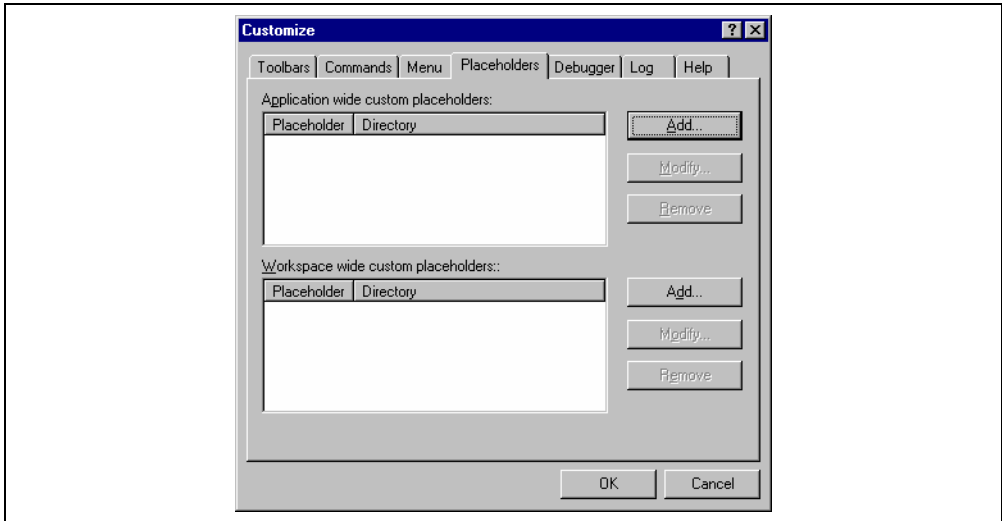 Customize
Toolbars Commands Menu Placeholders Debugger Log Help
Application wide custom placeholders:
Placeholder Directory
Add...
Modify...
Remove
Workspace wide custom placeholders::
Placeholder Directory
Add...
Modify...
Remove
OK Cancel